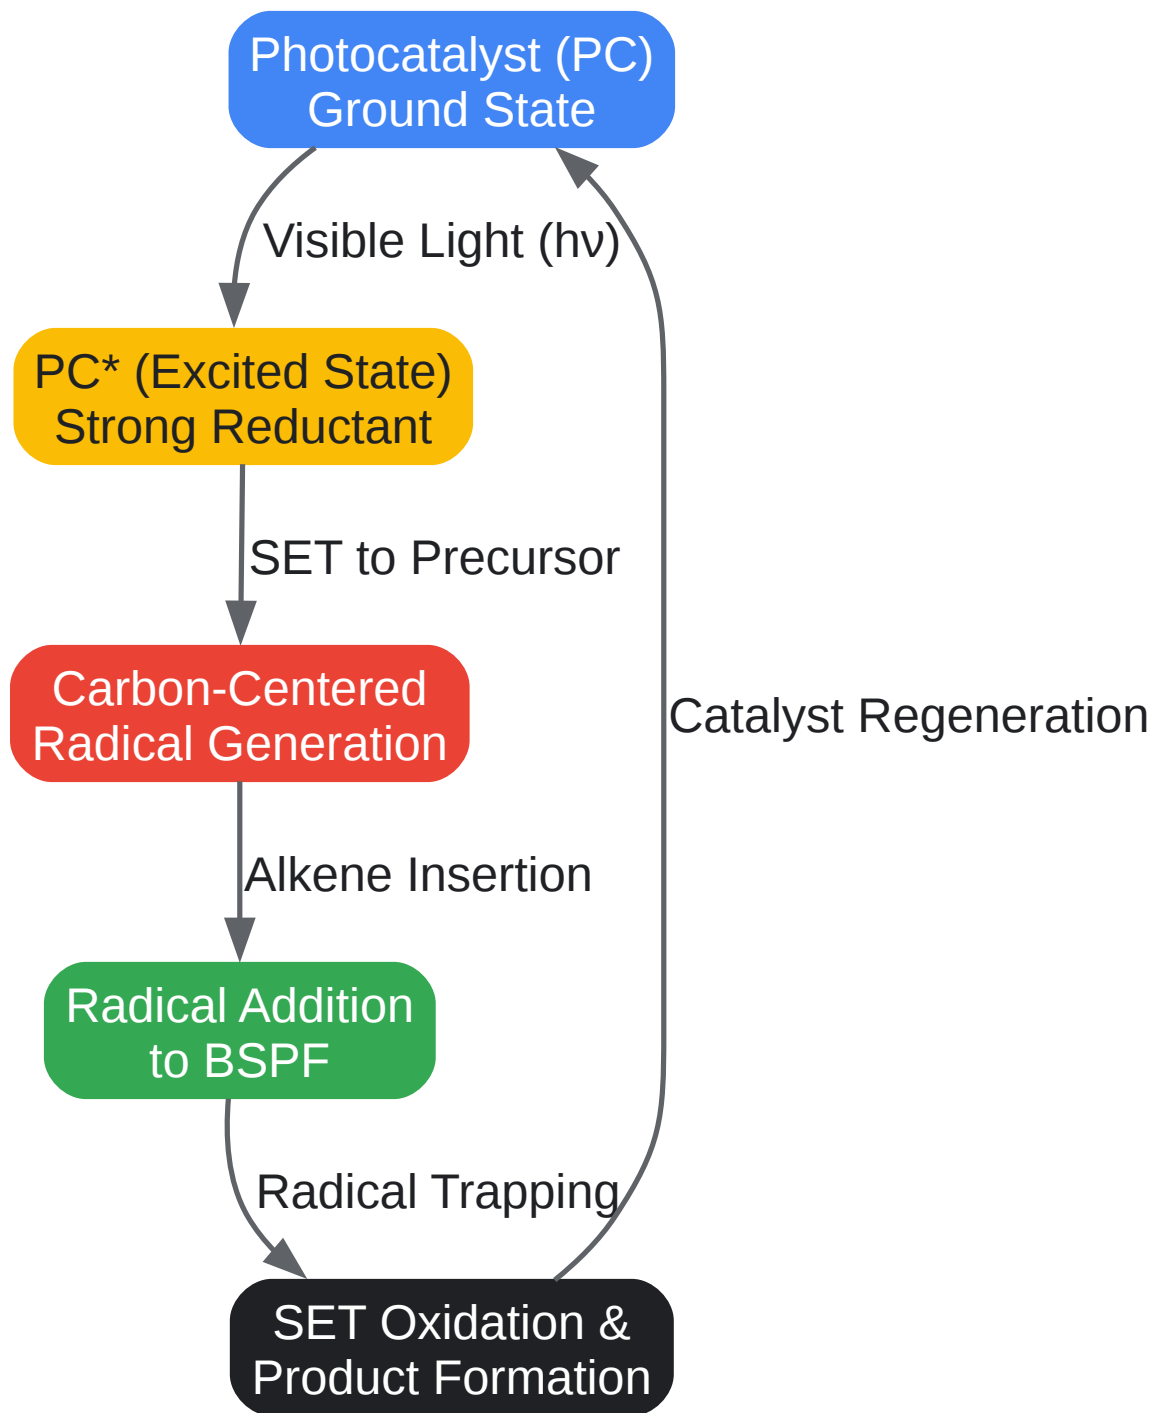 Photocatalyst (PC)
Ground State
Visible Light (hν)
PC* (Excited State)
Strong Reductant
SET to Precursor
Carbon-Centered
Radical Generation
Catalyst Regeneration
Alkene Insertion
Radical Addition
to BSPF
Radical Trapping
SET Oxidation &
Product Formation